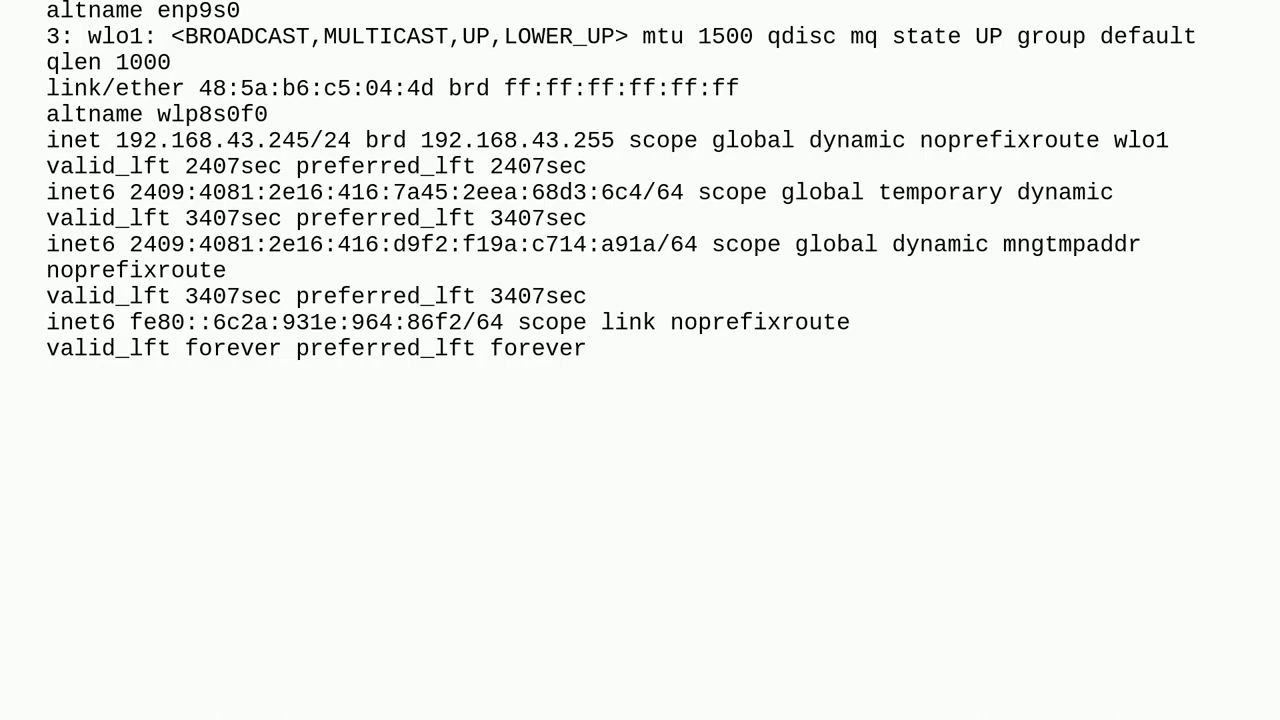 altname enp9s0
3: wlo1: <BROADCAST,MULTICAST,UP,LOWER_UP> mtu 1500 qdisc mq state UP group default
qlen 1000
link/ether 48:5a:b6:c5:04:4d brd ff:ff:ff:ff:ff:ff
altname wlp8s0f0
inet 192.168.43.245/24 brd 192.168.43.255 scope global dynamic noprefixroute wlo1
valid_lft 2407sec preferred_lft 2407sec
inet6 2409:4081:2e16:416:7a45:2eea:68d3:6c4/64 scope global temporary dynamic
valid_lft 3407sec preferred_lft 3407sec
inet6 2409:4081:2e16:416:d9f2:f19a:c714:a91a/64 scope global dynamic mngtmpaddr
noprefixroute
valid_lft 3407sec preferred_lft 3407sec
inet6 fe80::6c2a:931e:964:86f2/64 scope link noprefixroute
valid_lft forever preferred_lft forever